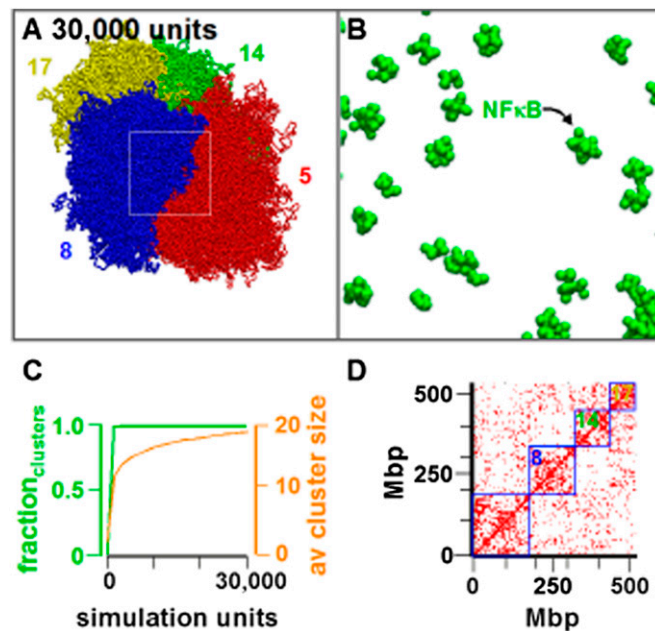 A 30,000 units
17
14
5
8
B
NFκB
C
fraction clusters
1.0
0.5
0
20
10
0
av cluster size
0
30,000
simulation units
D
Mbp
500
250
0
17
14
8
5
0
250
500
Mbp